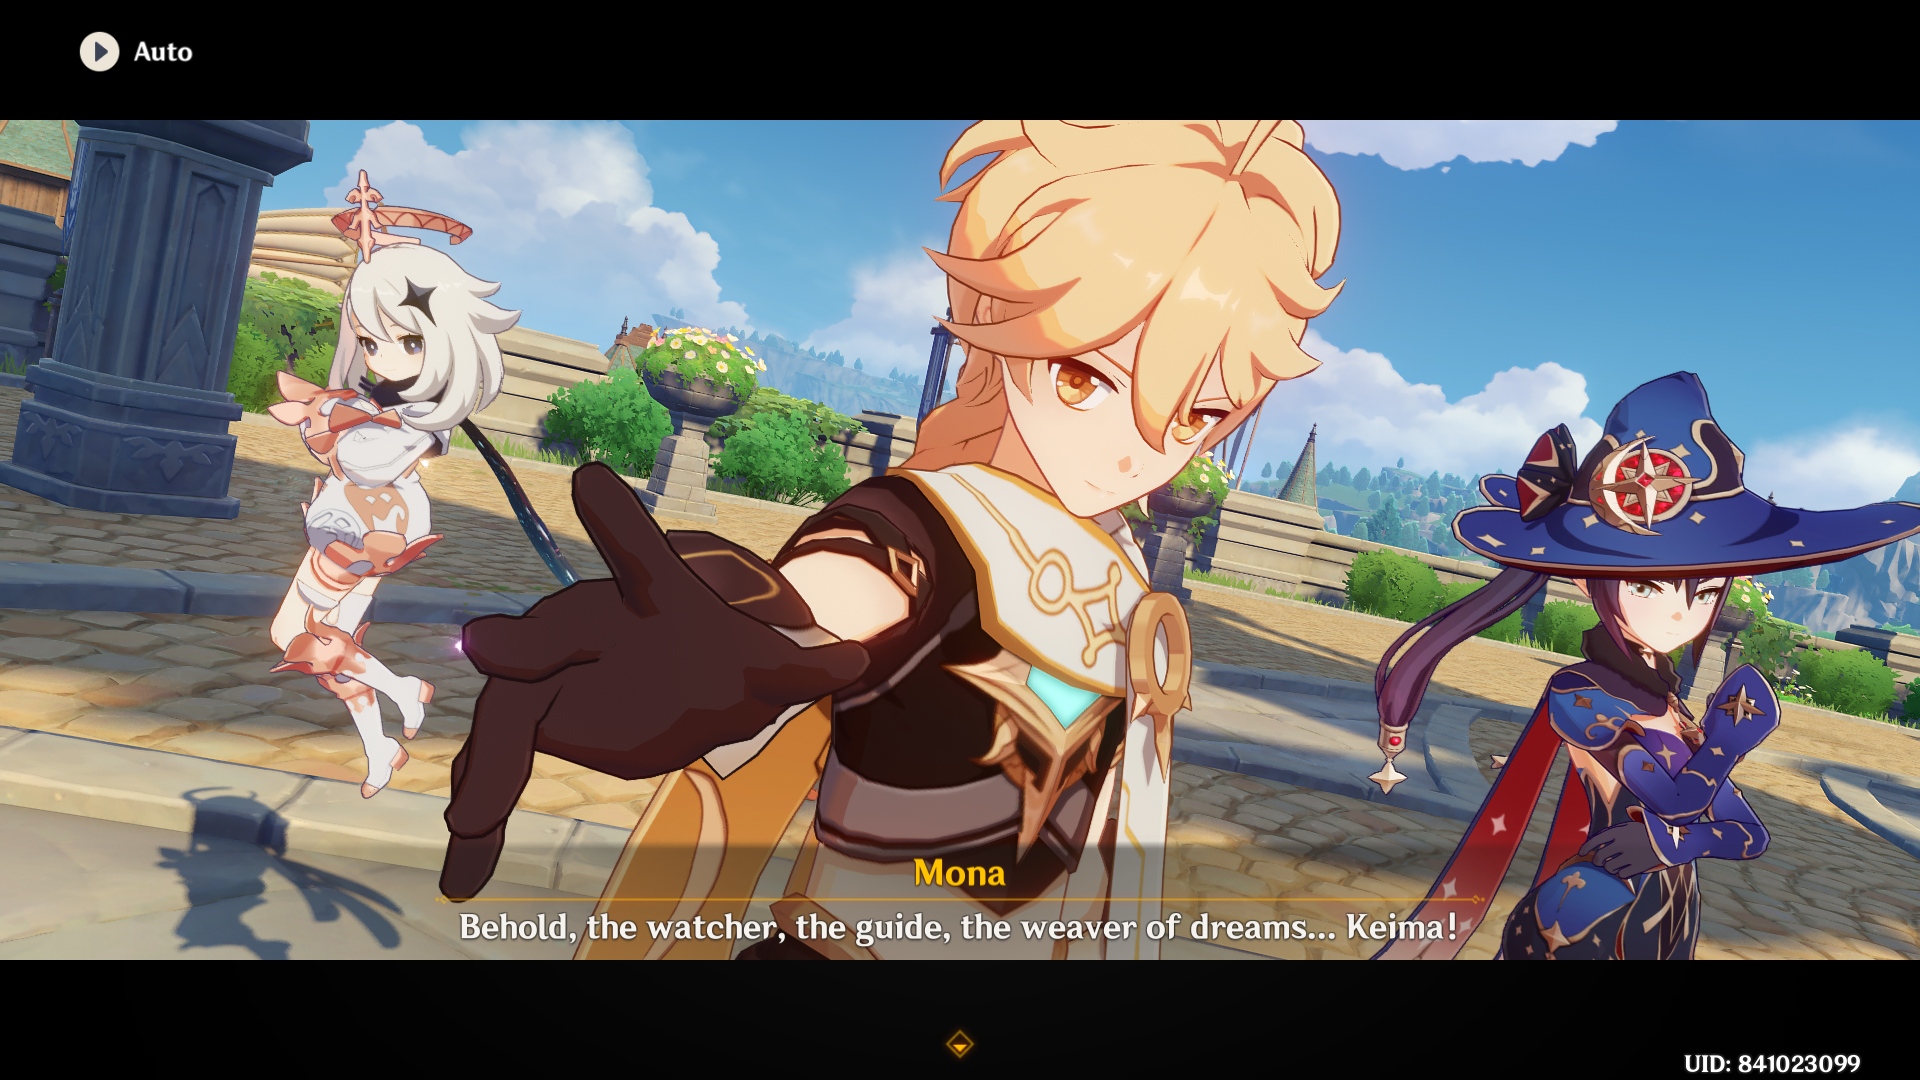 Auto
Mona
Behold, the watcher, the guide, the weaver of dreams... Keima!
UID: 841023099